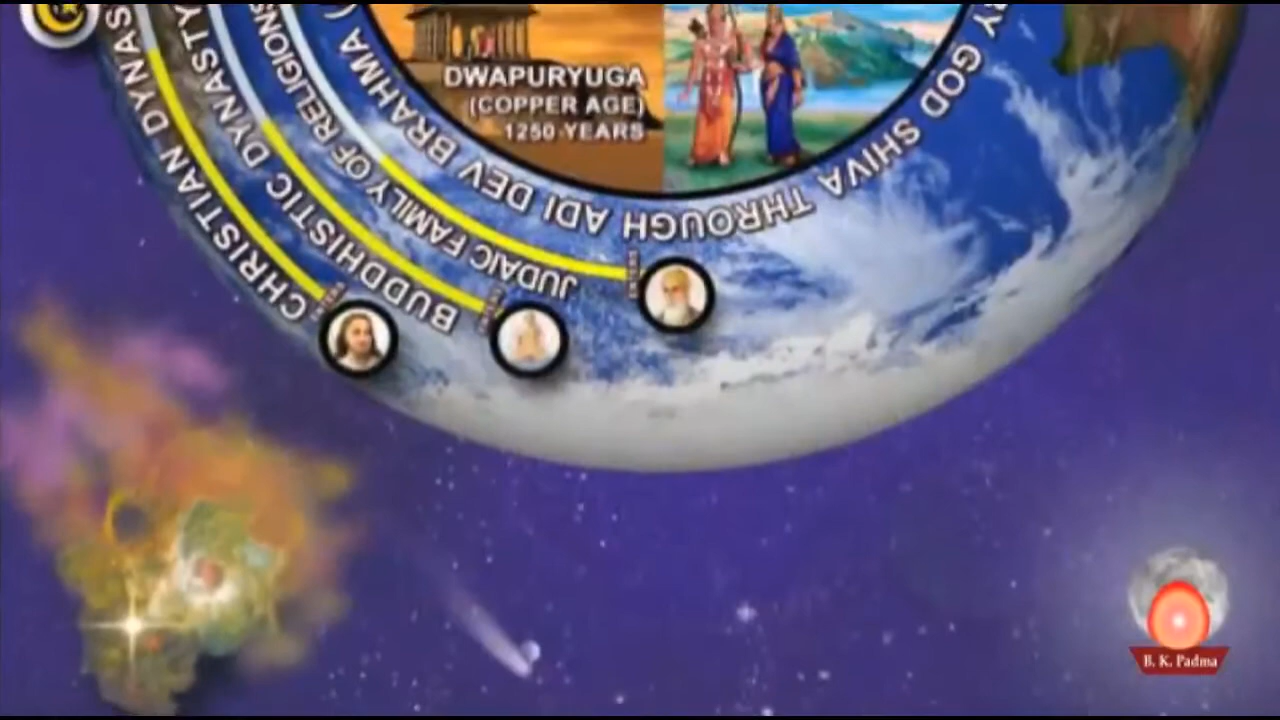 DWAPURYUGA
(COPPER AGE)
1250 YEARS
Y GOD SHIVA THROUGH ADI DEV BRAHMA (
JUDAIC FAMILY OF RELIGIONS
BUDDHISTIC DYNASTY
CHRISTIAN DYNAS
B. K. Padma